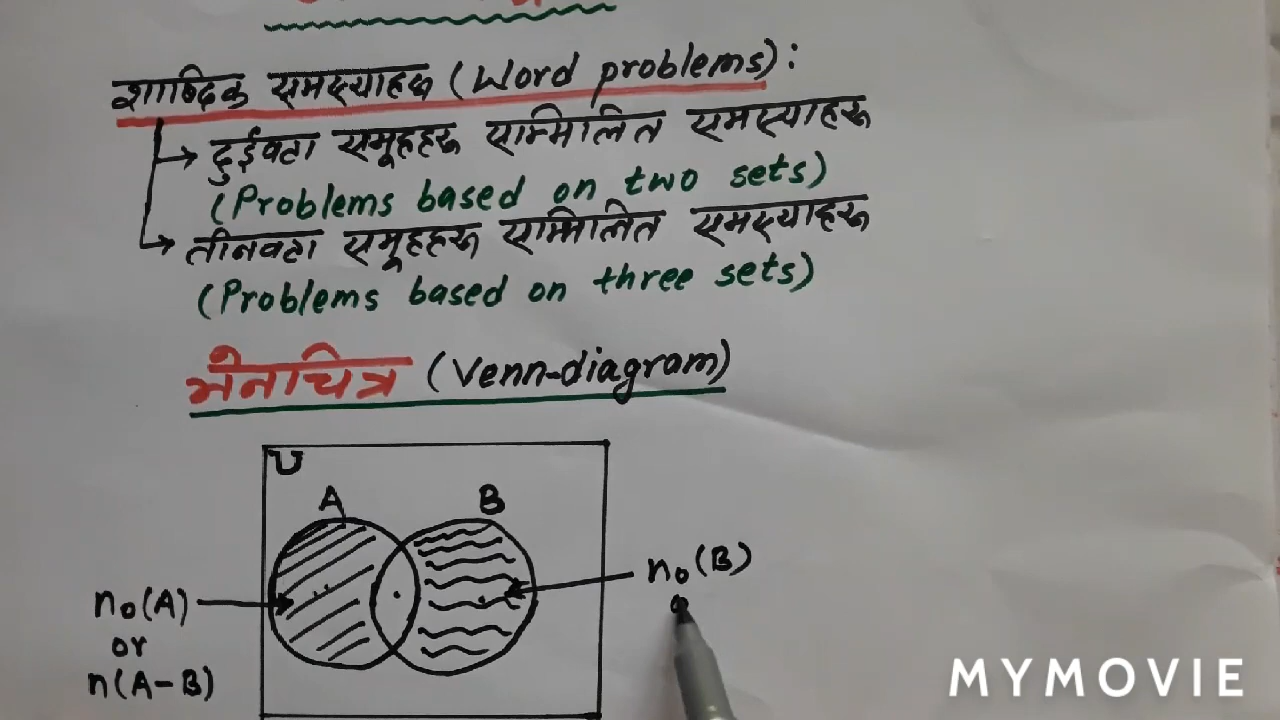 शाब्दिक समस्याहरु (Word problems):
दुईवटा समूहहरू सम्मिलित समस्याहरू
(Problems based on two sets)
तीनवटा समूहहरू सम्मिलित समस्याहरू
(Problems based on three sets)
भेनचित्र (Venn-diagram)
U
A B
n₀(B)
n₀(A)
or
n(A-B)
MYMOVIE